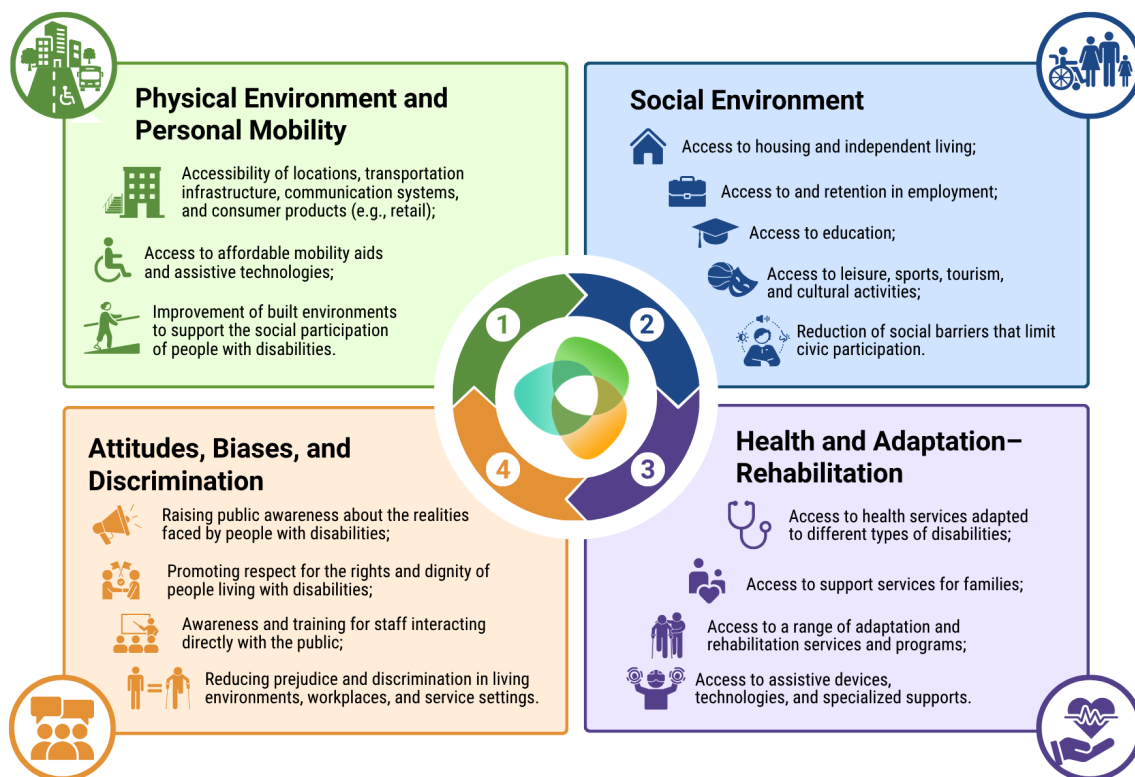 Physical Environment and
Personal Mobility
Accessibility of locations, transportation
infrastructure, communication systems,
and consumer products (e.g., retail);
Access to affordable mobility aids
and assistive technologies;
Improvement of built environments
to support the social participation
of people with disabilities.
Social Environment
Access to housing and independent living;
Access to and retention in employment;
Access to education;
Access to leisure, sports, tourism,
and cultural activities;
Reduction of social barriers that limit
civic participation.
1
2
3
4
Health and Adaptation–
Rehabilitation
Access to health services adapted
to different types of disabilities;
Access to support services for families;
Access to a range of adaptation and
rehabilitation services and programs;
Access to assistive devices,
technologies, and specialized supports.
Attitudes, Biases, and
Discrimination
Raising public awareness about the realities
faced by people with disabilities;
Promoting respect for the rights and dignity of
people living with disabilities;
Awareness and training for staff interacting
directly with the public;
Reducing prejudice and discrimination in living
environments, workplaces, and service settings.